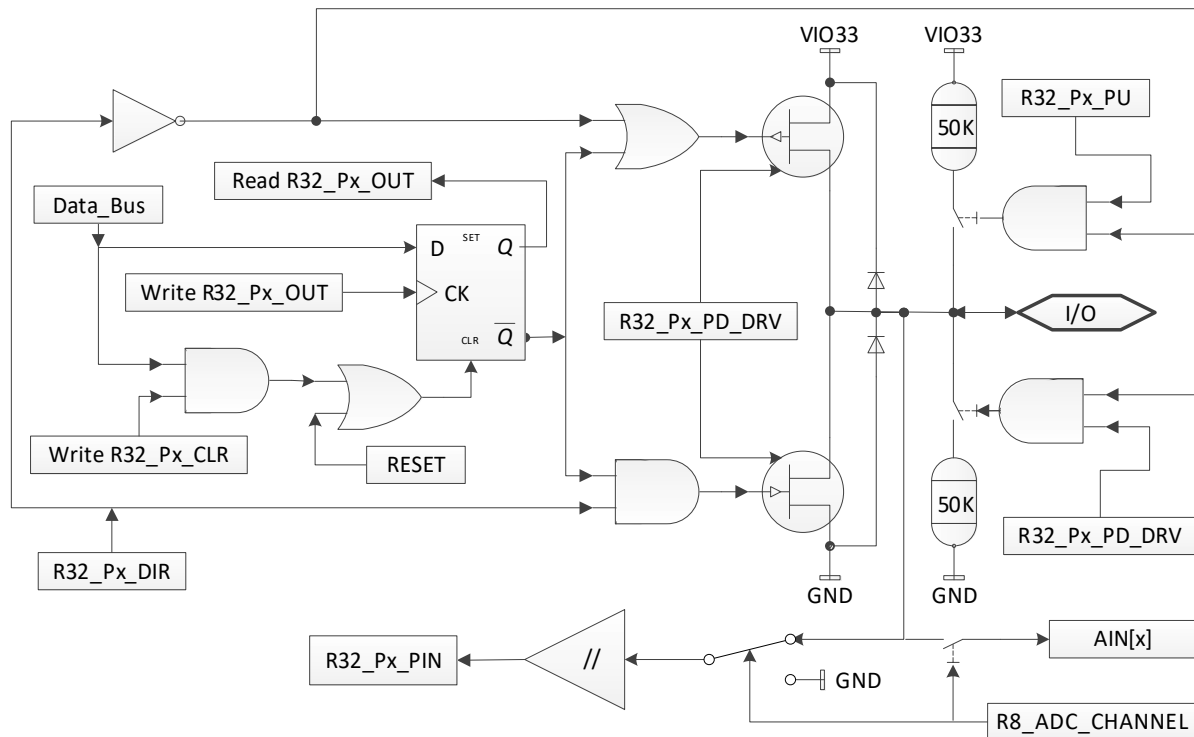 VIO33
VIO33
R32_Px_PU
50K
Read R32_Px_OUT
Data_Bus
D
SET
Q
Write R32_Px_OUT
CK
R32_Px_PD_DRV
I/O
CLR
Q
Write R32_Px_CLR
RESET
50K
R32_Px_PD_DRV
R32_Px_DIR
GND
GND
R32_Px_PIN
//
AIN[x]
GND
R8_ADC_CHANNEL